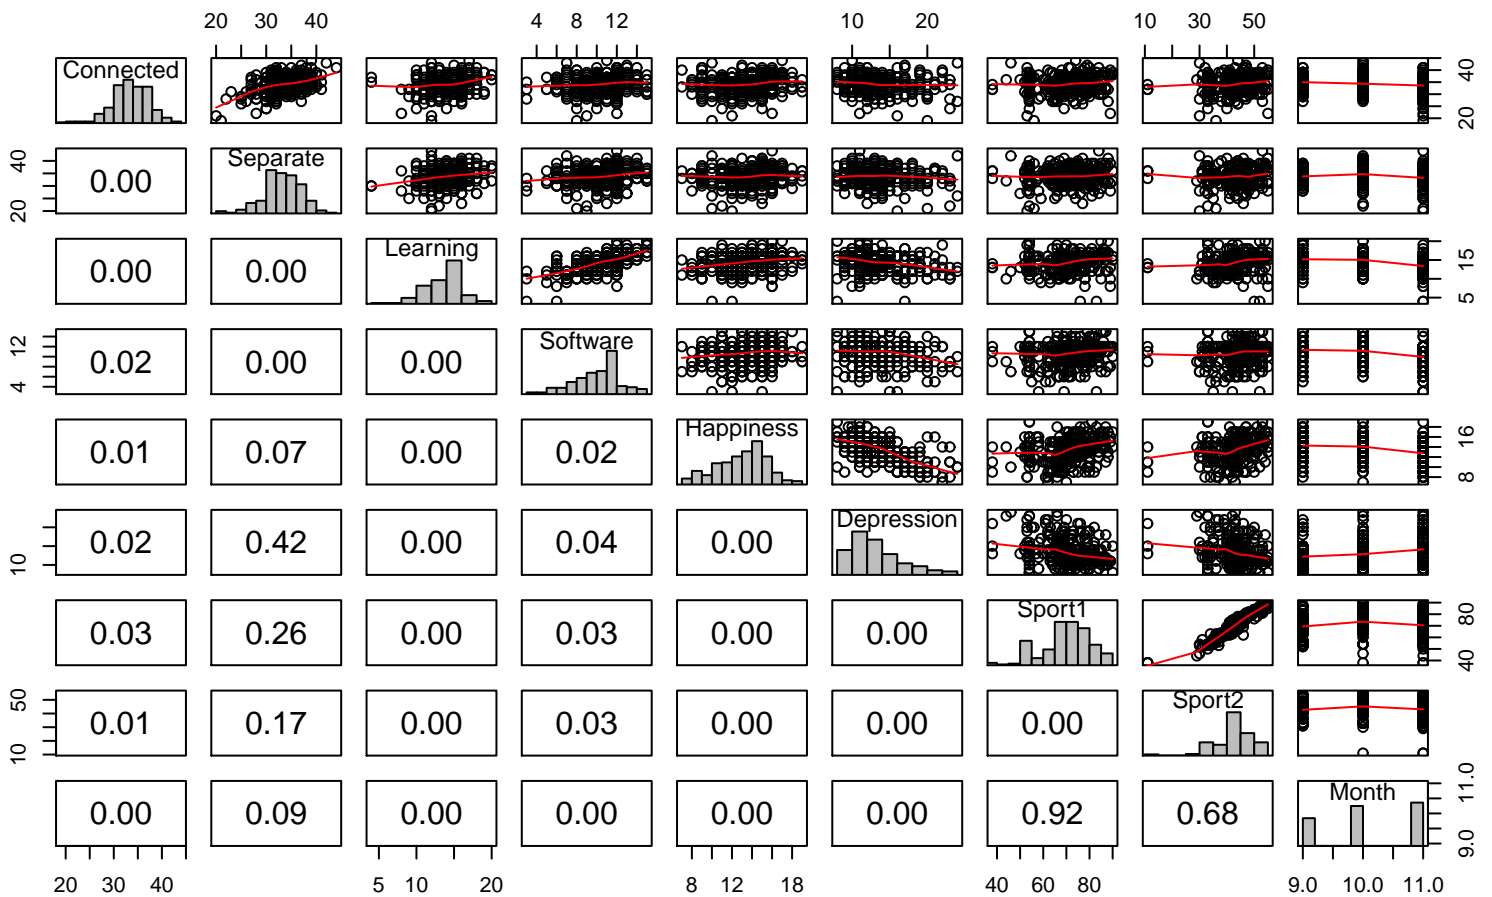 20 30 40 4 8 12 10 20 10 30 50
Connected 20 40
20 40 0.00 Separate
0.00 0.00 Learning 5 15
4 12 0.02 0.00 0.00 Software
0.01 0.07 0.00 0.02 Happiness 8 16
10 0.02 0.42 0.00 0.04 0.00 Depression
0.03 0.26 0.00 0.03 0.00 0.00 Sport1 40 80
10 50 0.01 0.17 0.00 0.03 0.00 0.00 0.00 Sport2
0.00 0.09 0.00 0.00 0.00 0.00 0.92 0.68 Month 9.0 11.0
20 30 40 5 10 20 8 12 18 40 60 80 9.0 10.0 11.0